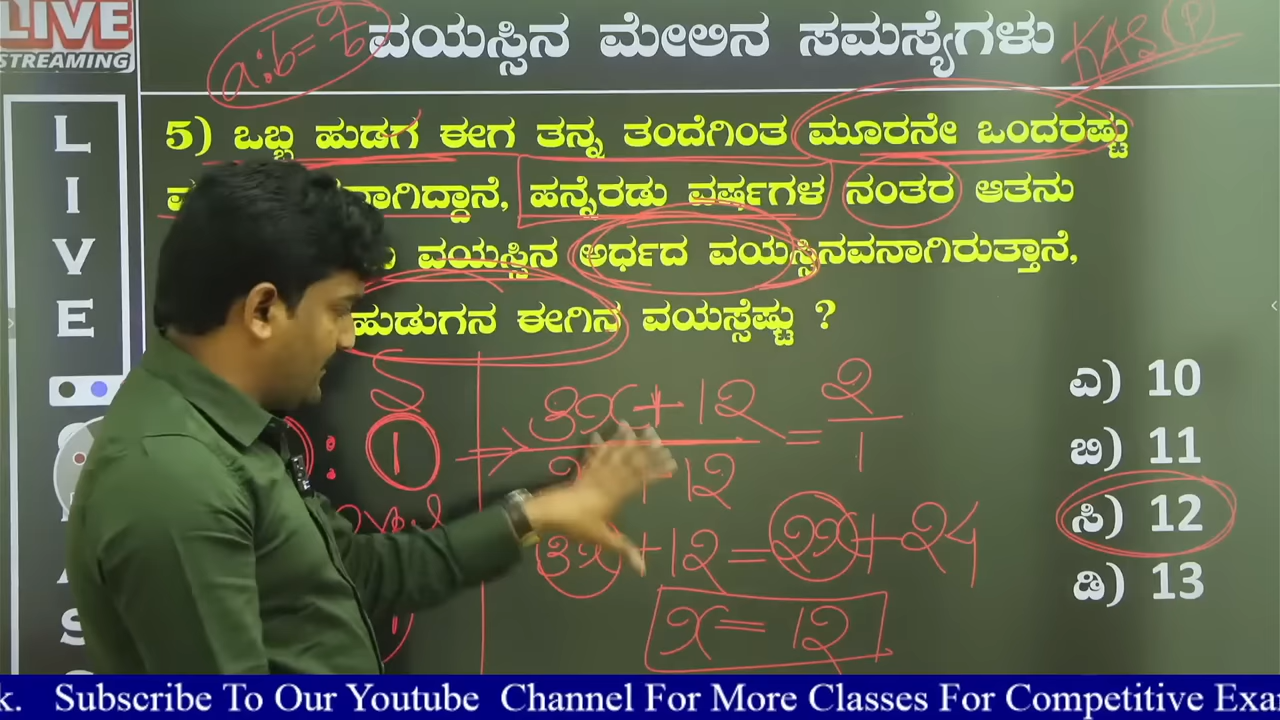 LIVE
STREAMING
a:b=
ವಯಸ್ಸಿನ ಮೇಲಿನ ಸಮಸ್ಯೆಗಳು
KAS (P)
L
I
V
E
5) ಒಬ್ಬ ಹುಡಗ ಈಗ ತನ್ನ ತಂದೆಗಿಂತ ಮೂರನೇ ಒಂದರಷ್ಟು
ಹನ್ನೆರಡು ವರ್ಷಗಳ ನಂತರ ಆತನು
ವಯಸ್ಸಿನ ಅರ್ಧದ ವಯಸ್ಸಿನವನಾಗಿರುತ್ತಾನೆ,
ಹುಡುಗನ ಈಗಿನ ವಯಸ್ಸೆಷ್ಟು ?
: 1
3x+12 = 2
+12 1
3x+12=2x+24
x=12
ಎ) 10
ಬಿ) 11
ಸಿ) 12
ಡಿ) 13
k. Subscribe To Our Youtube Channel For More Classes For Competitive Exa